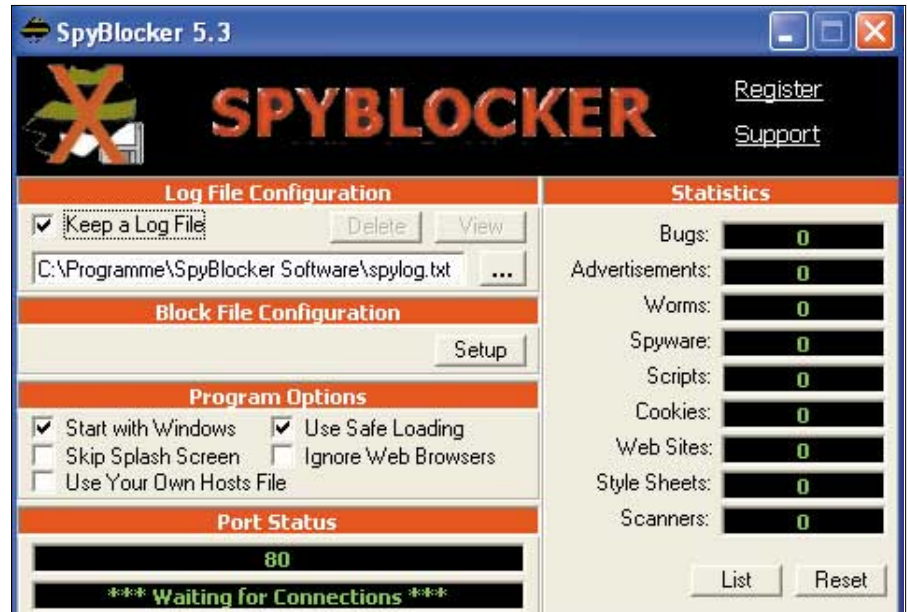 SpyBlocker 5.3
SPYBLOCKER
Register
Support
Log File Configuration
Keep a Log File
Delete
View
C:\Programme\SpyBlocker Software\spylog.txt
...
Block File Configuration
Setup
Program Options
Start with Windows
Use Safe Loading
Skip Splash Screen
Ignore Web Browsers
Use Your Own Hosts File
Port Status
80
*** Waiting for Connections ***
Statistics
Bugs: 0
Advertisements: 0
Worms: 0
Spyware: 0
Scripts: 0
Cookies: 0
Web Sites: 0
Style Sheets: 0
Scanners: 0
List
Reset